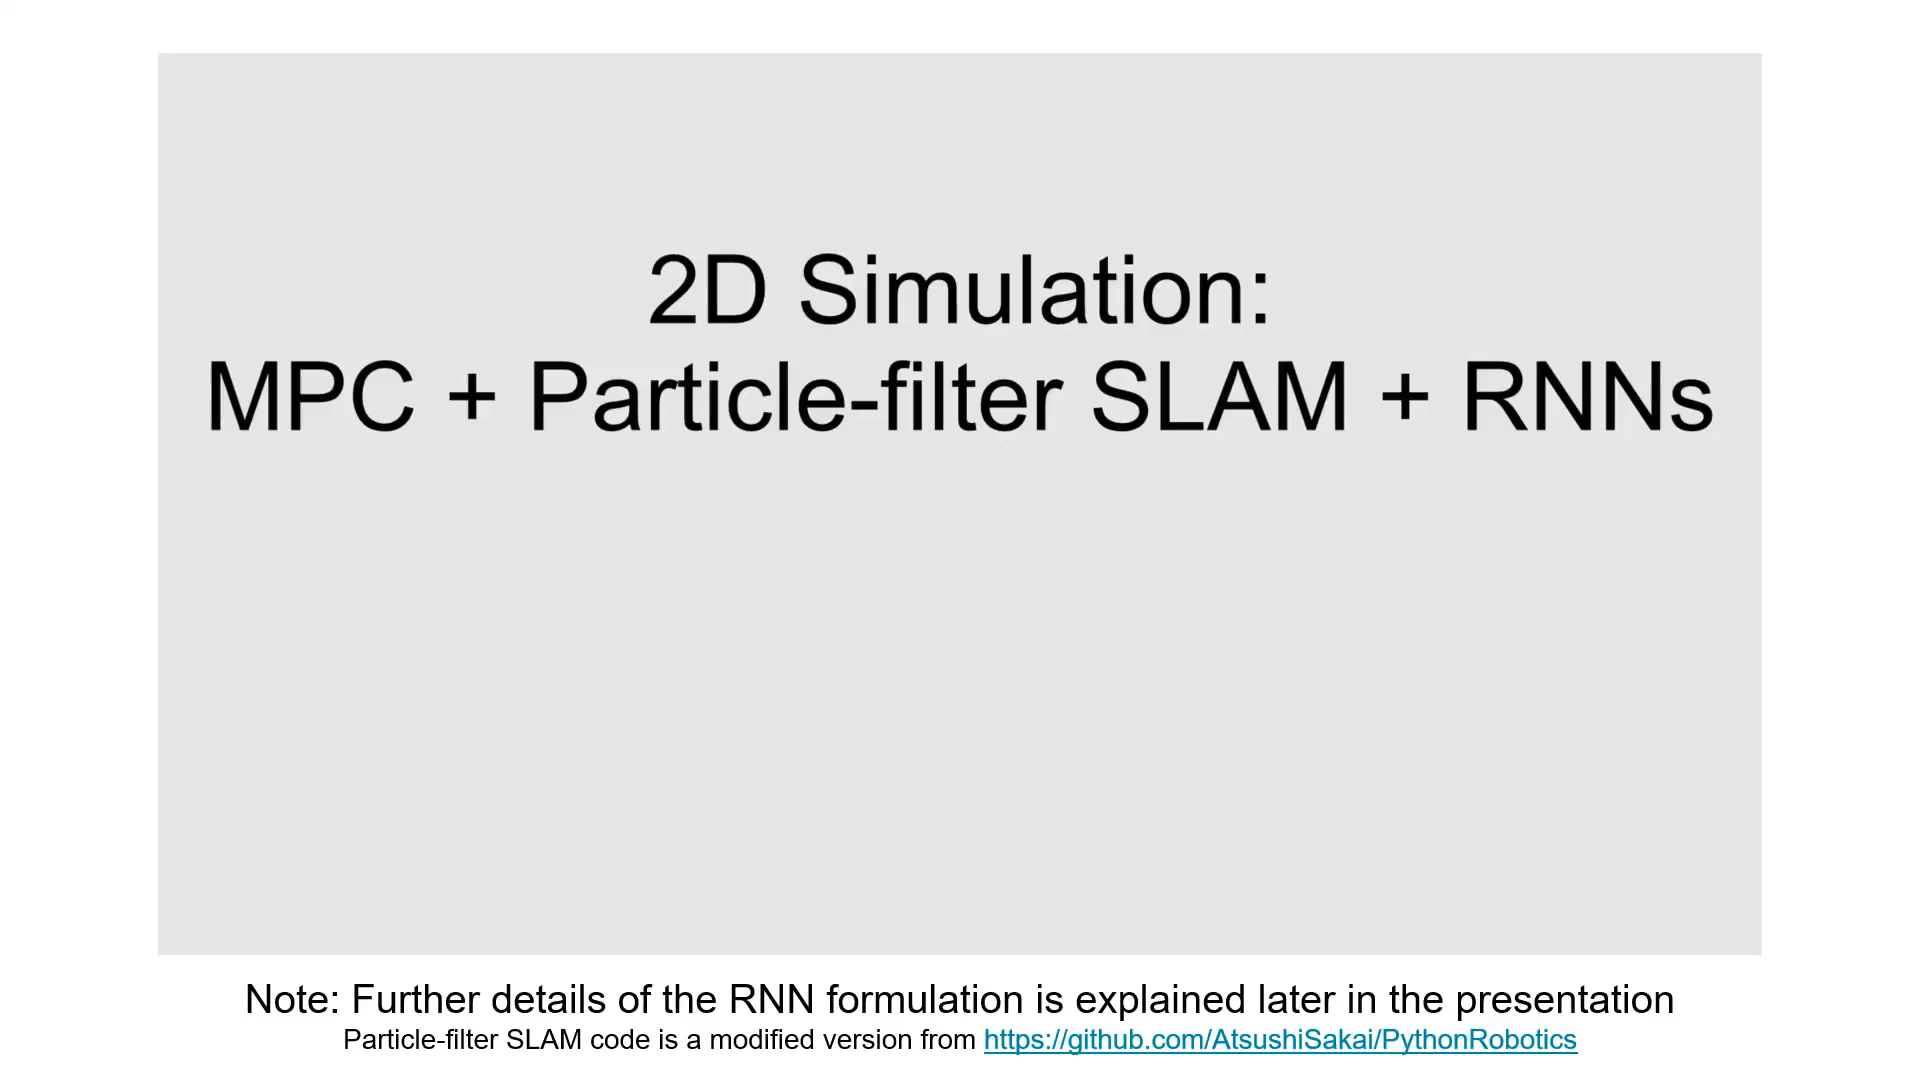 2D Simulation:
MPC + Particle-filter SLAM + RNNs
Note: Further details of the RNN formulation is explained later in the presentation
Particle-filter SLAM code is a modified version from https://github.com/AtsushiSakai/PythonRobotics